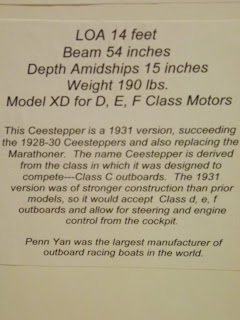 LOA 14 feet
Beam 54 inches
Depth Amidships 15 inches
Weight 190 lbs.
Model XD for D, E, F Class Motors
This Ceestepper is a 1931 version, succeeding
the 1928-30 Ceesteppers and also replacing the
Marathoner. The name Ceestepper is derived
from the class in which it was designed to
compete---Class C outboards. The 1931
version was of stronger construction than prior
models, so it would accept Class d, e, f
outboards and allow for steering and engine
control from the cockpit.
Penn Yan was the largest manufacturer of
outboard racing boats in the world.